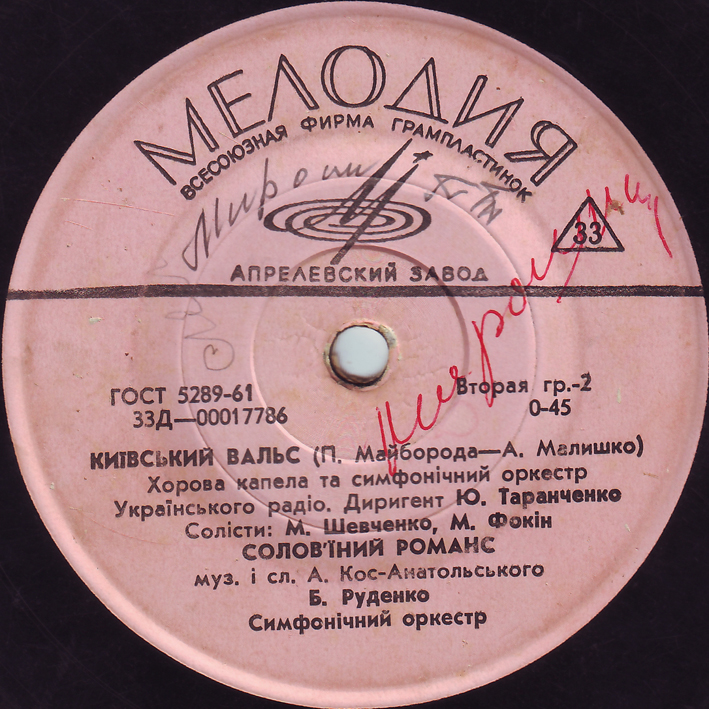 МЕЛОДИЯ
ВСЕСОЮЗНАЯ ФИРМА ГРАМПЛАСТИНОК
33
АПРЕЛЕВСКИЙ ЗАВОД
ГОСТ 5289-61
Вторая гр.-2
33Д—00017786
0-45
КИЇВСЬКИЙ ВАЛЬС (П. Майборода—А. Малишко)
Хорова капела та симфонічний оркестр
Українського радіо. Диригент Ю. Таранченко
Солісти: М. Шевченко, М. Фокін
СОЛОВ'ЇНИЙ РОМАНС
муз. і сл. А. Кос-Анатольського
Б. Руденко
Симфонічний оркестр